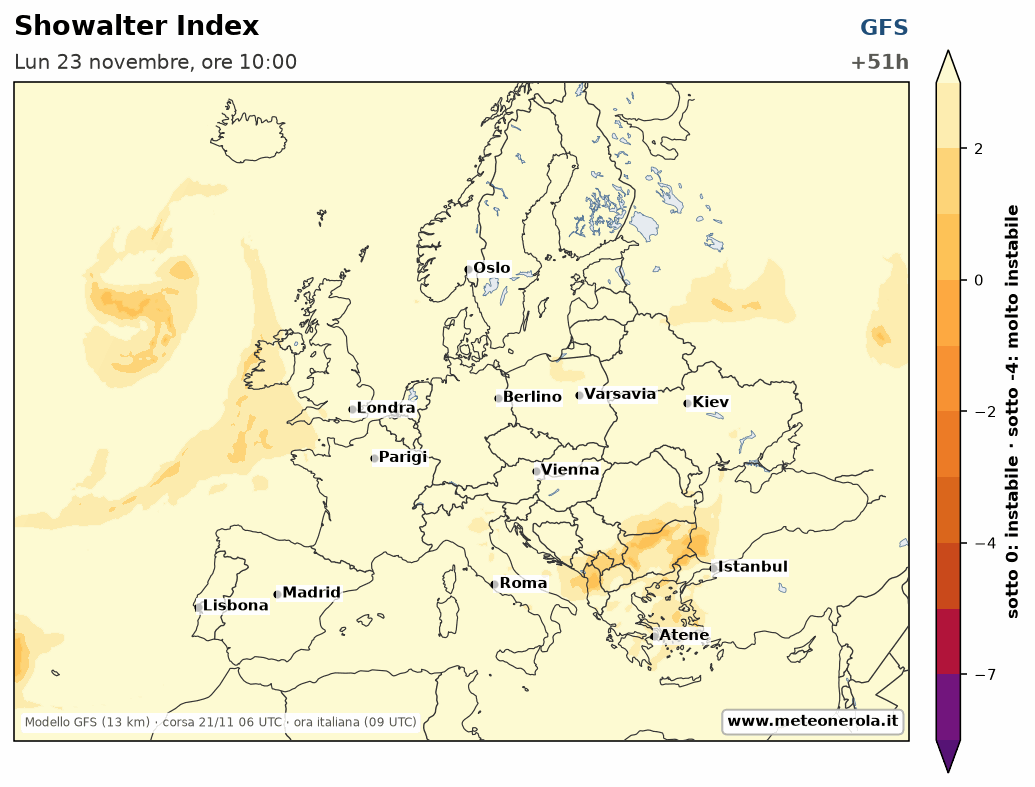 Showalter Index
GFS
Lun 23 novembre, ore 10:00
+51h
Oslo
Londra
Berlino
Varsavia
Kiev
Parigi
Vienna
Istanbul
Roma
Madrid
Lisbona
Atene
Modello GFS (13 km) · corsa 21/11 06 UTC · ora italiana (09 UTC)
www.meteonerola.it
2
0
−2
−4
−7
sotto 0: instabile · sotto -4: molto instabile